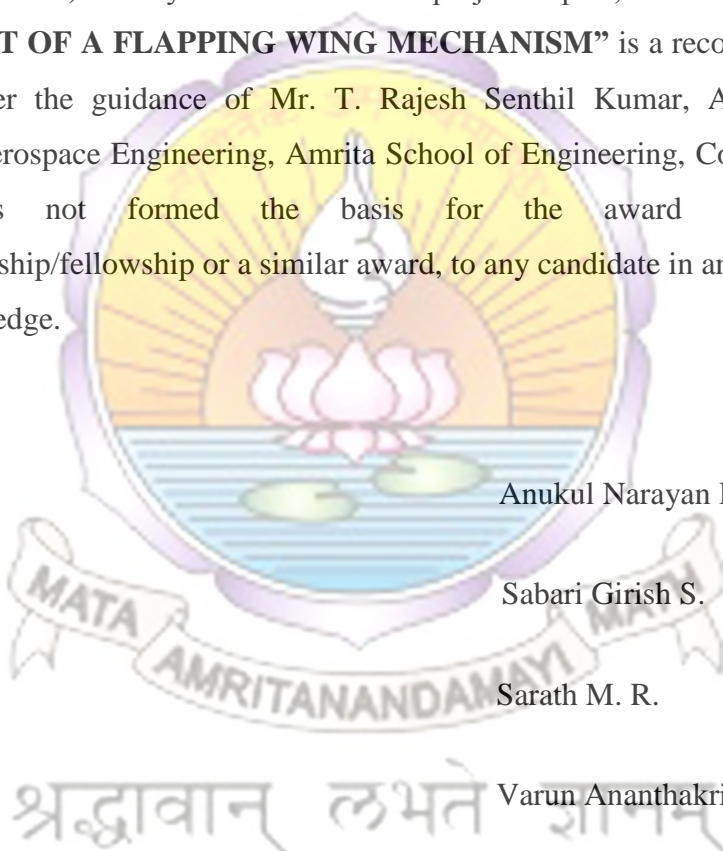 T OF A FLAPPING WING MECHANISM” is a reco
er the guidance of Mr. T. Rajesh Senthil Kumar, A
erospace Engineering, Amrita School of Engineering, Co
s not formed the basis for the award
ship/fellowship or a similar award, to any candidate in an
edge.
Anukul Narayan
Sabari Girish S.
MATA AMRITANANDAMAYI MATH
Sarath M. R.
Varun Ananthakri
श्रद्धावान् लभते ज्ञानम्